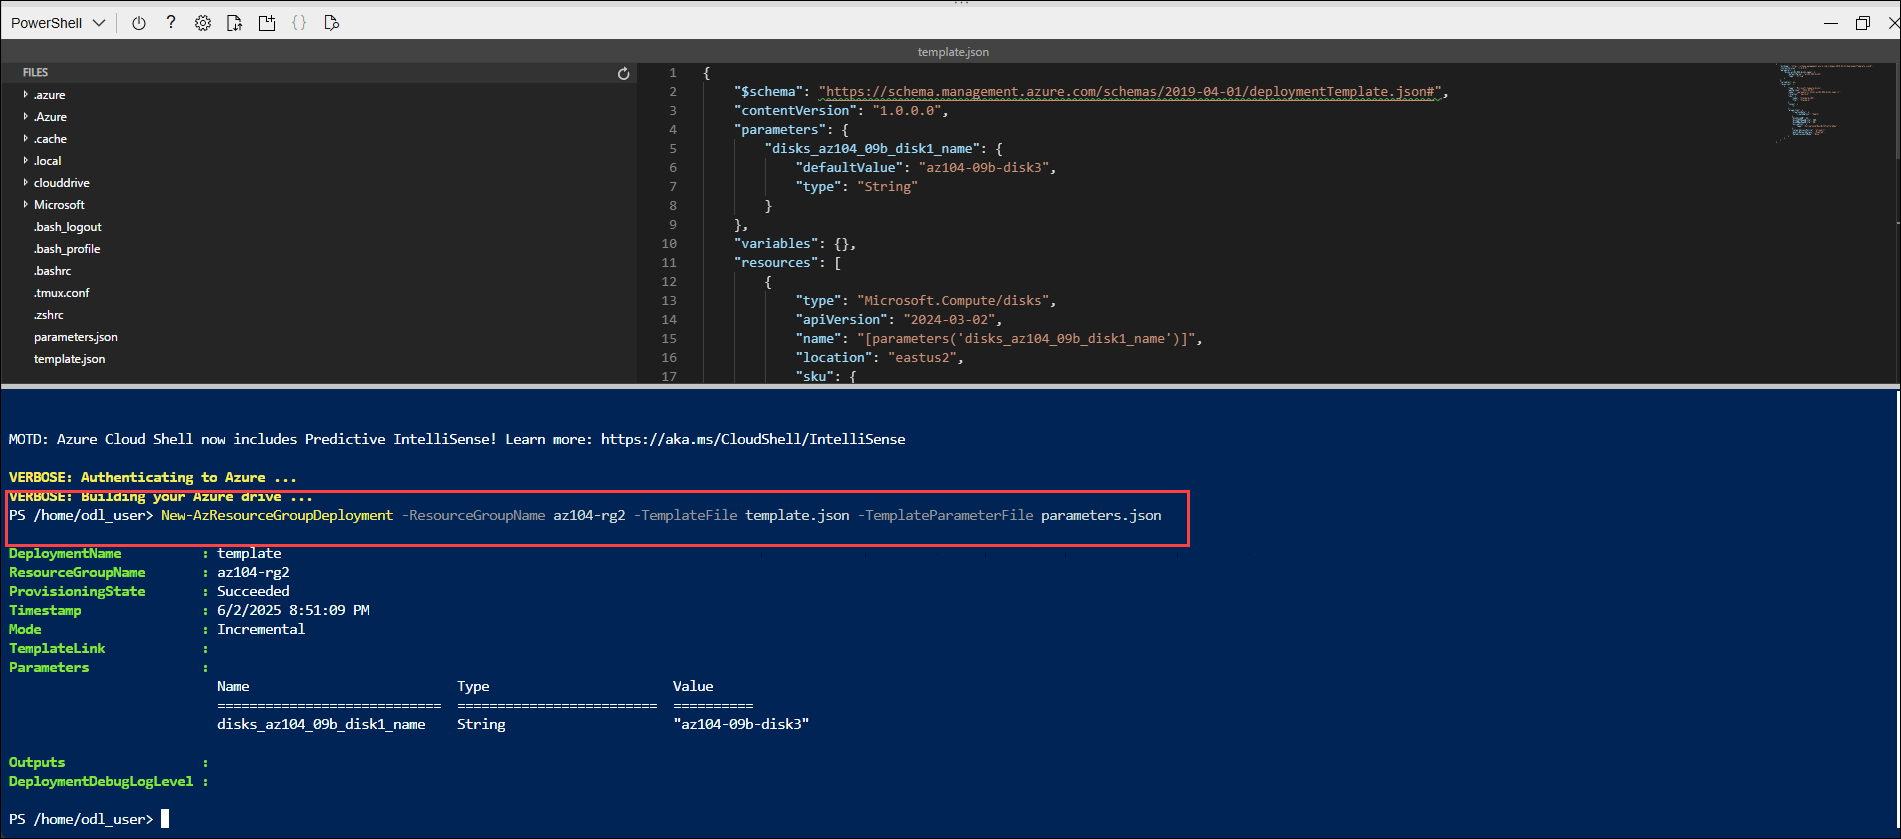 PowerShell ?
template.json
FILES
.azure
.Azure
.cache
.local
clouddrive
Microsoft
.bash_logout
.bash_profile
.bashrc
.tmux.conf
.zshrc
parameters.json
template.json
1 {
2 "$schema": "https://schema.management.azure.com/schemas/2019-04-01/deploymentTemplate.json#",
3 "contentVersion": "1.0.0.0",
4 "parameters": {
5 "disks_az104_09b_disk1_name": {
6 "defaultValue": "az104-09b-disk3",
7 "type": "String"
8 }
9 },
10 "variables": {},
11 "resources": [
12 {
13 "type": "Microsoft.Compute/disks",
14 "apiVersion": "2024-03-02",
15 "name": "[parameters('disks_az104_09b_disk1_name')]",
16 "location": "eastus2",
17 "sku": {
MOTD: Azure Cloud Shell now includes Predictive IntelliSense! Learn more: https://aka.ms/CloudShell/IntelliSense
VERBOSE: Authenticating to Azure ...
VERBOSE: Building your Azure drive ...
PS /home/odl_user> New-AzResourceGroupDeployment -ResourceGroupName az104-rg2 -TemplateFile template.json -TemplateParameterFile parameters.json
DeploymentName : template
ResourceGroupName : az104-rg2
ProvisioningState : Succeeded
Timestamp : 6/2/2025 8:51:09 PM
Mode : Incremental
TemplateLink :
Parameters :
Name Type Value
============================ ========================= ==========
disks_az104_09b_disk1_name String "az104-09b-disk3"
Outputs :
DeploymentDebugLogLevel :
PS /home/odl_user>